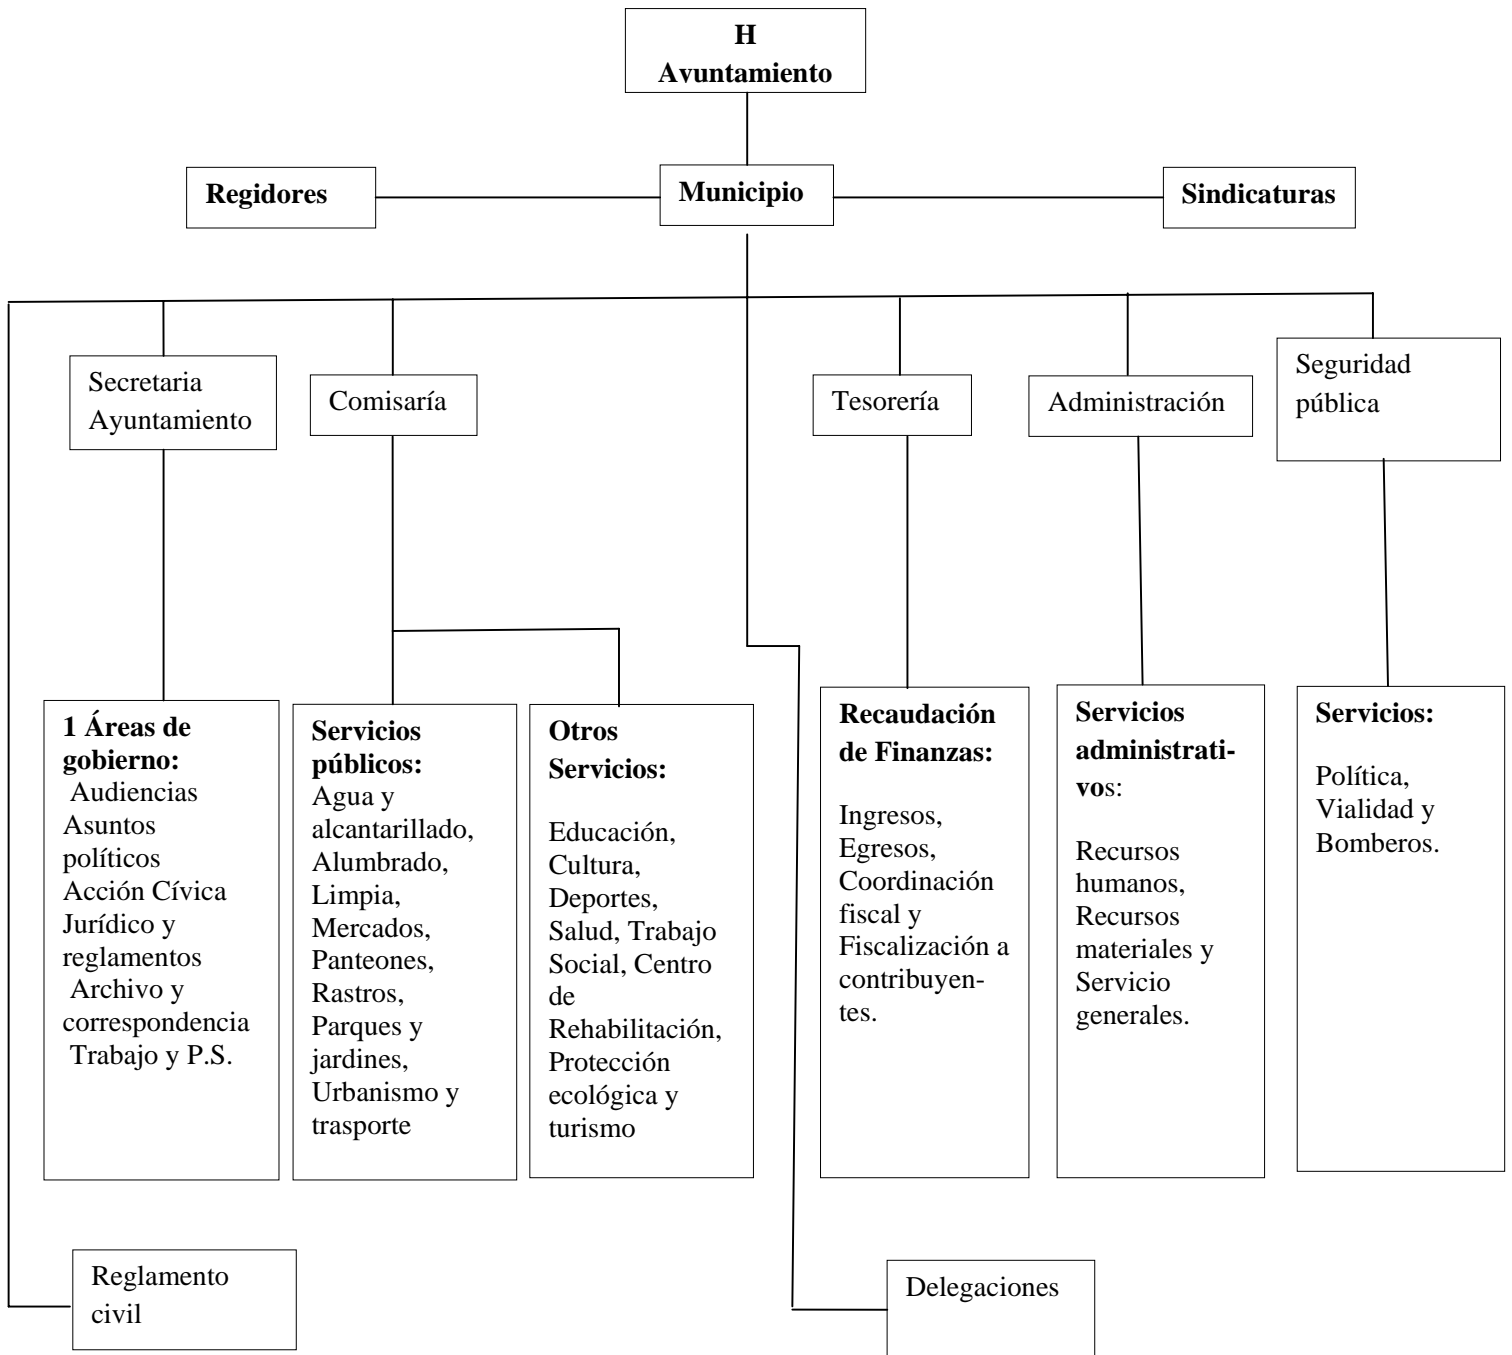 H
Ayuntamiento
Regidores
Municipio
Sindicaturas
Secretaria
Ayuntamiento
Comisaría
Tesorería
Administración
Seguridad
pública
1 Áreas de
gobierno:
Audiencias
Asuntos
políticos
Acción Cívica
Jurídico y
reglamentos
Archivo y
correspondencia
Trabajo y P.S.
Servicios
públicos:
Agua y
alcantarillado,
Alumbrado,
Limpia,
Mercados,
Panteones,
Rastros,
Parques y
jardines,
Urbanismo y
trasporte
Otros
Servicios:
Educación,
Cultura,
Deportes,
Salud, Trabajo
Social, Centro
de
Rehabilitación,
Protección
ecológica y
turismo
Recaudación
de Finanzas:
Ingresos,
Egresos,
Coordinación
fiscal y
Fiscalización a
contribuyen-
tes.
Servicios
administrati-
vos:
Recursos
humanos,
Recursos
materiales y
Servicio
generales.
Servicios:
Política,
Vialidad y
Bomberos.
Reglamento
civil
Delegaciones